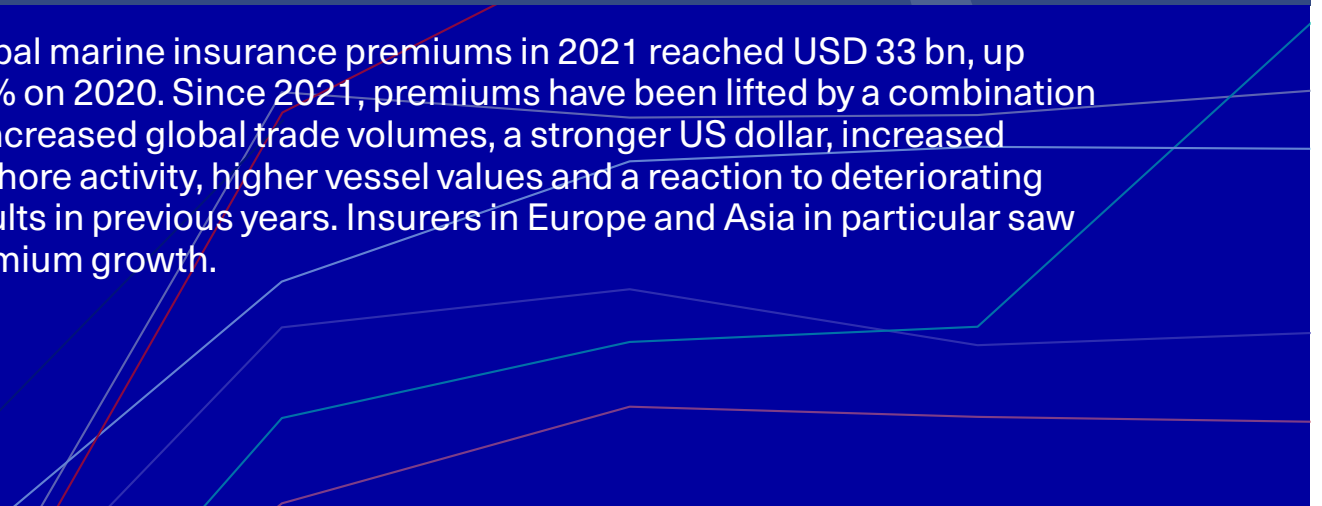 bal marine insurance premiums in 2021 reached USD 33 bn, up
% on 2020. Since 2021, premiums have been lifted by a combination
ncreased global trade volumes, a stronger US dollar, increased
hore activity, higher vessel values and a reaction to deteriorating
ults in previous years. Insurers in Europe and Asia in particular saw
mium growth.